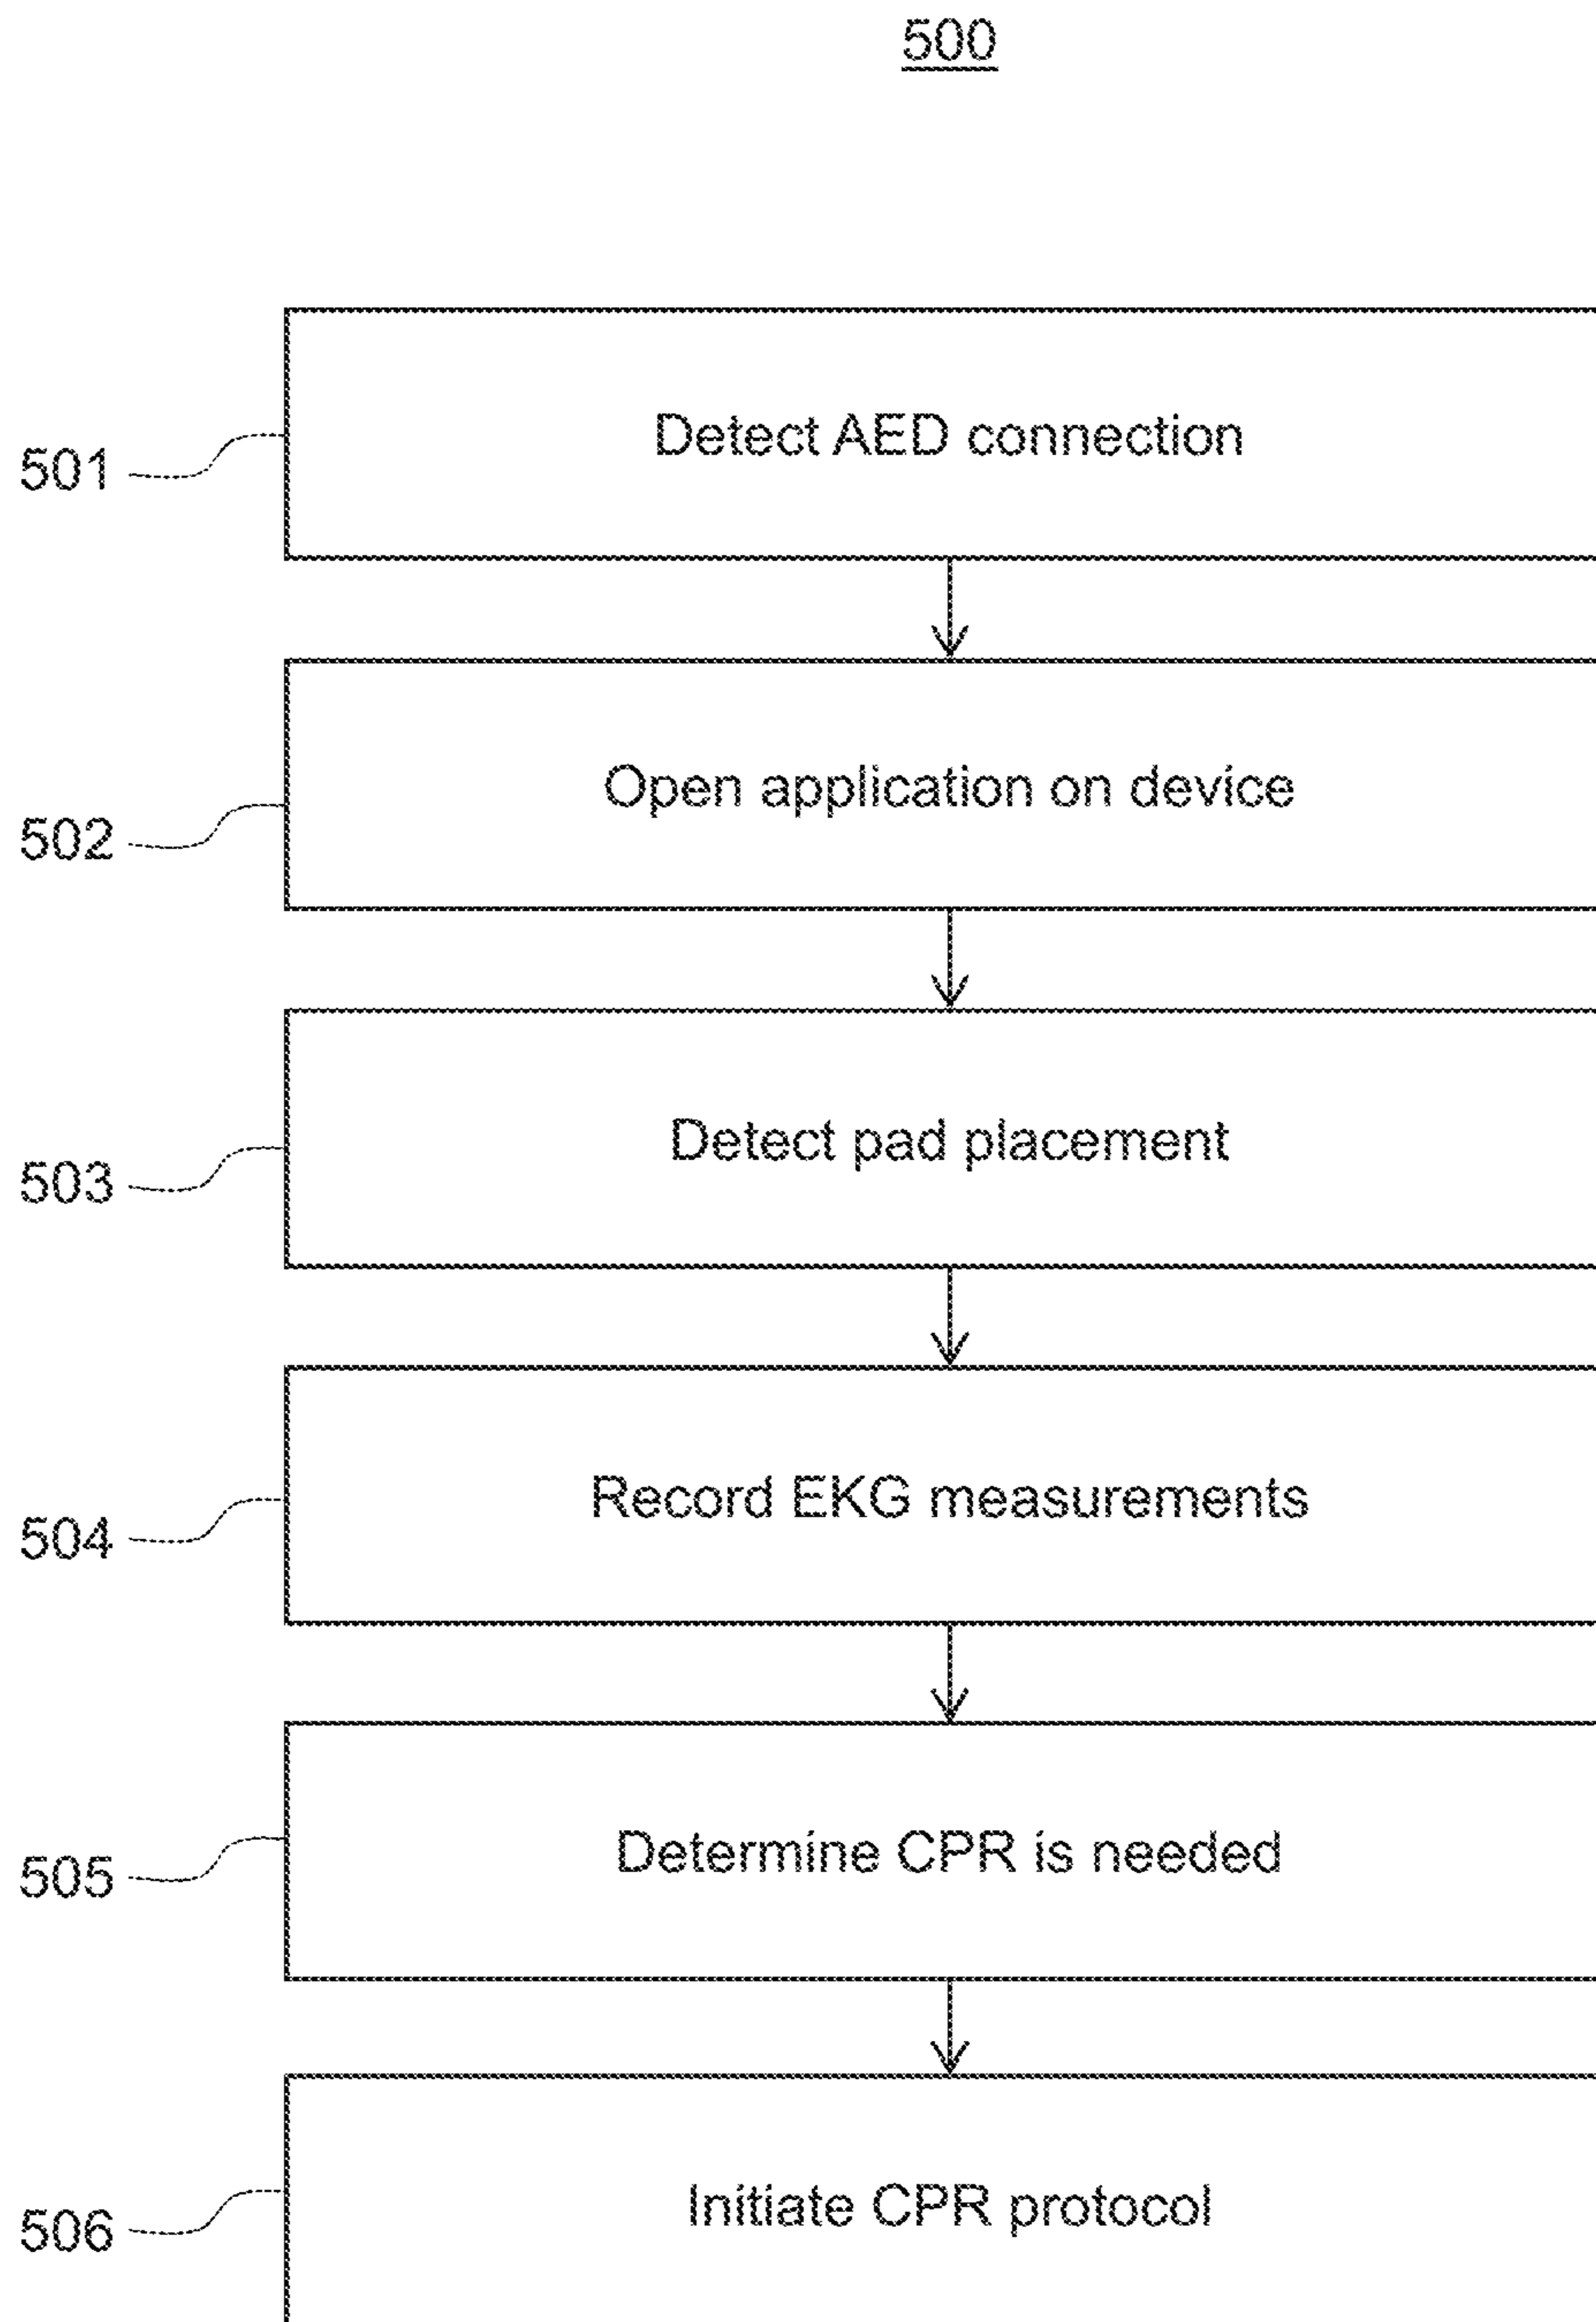 500
Detect AED connection
501
Open application on device
502
Detect pad placement
503
Record EKG measurements
504
Determine CPR is needed
505
Initiate CPR protocol
506